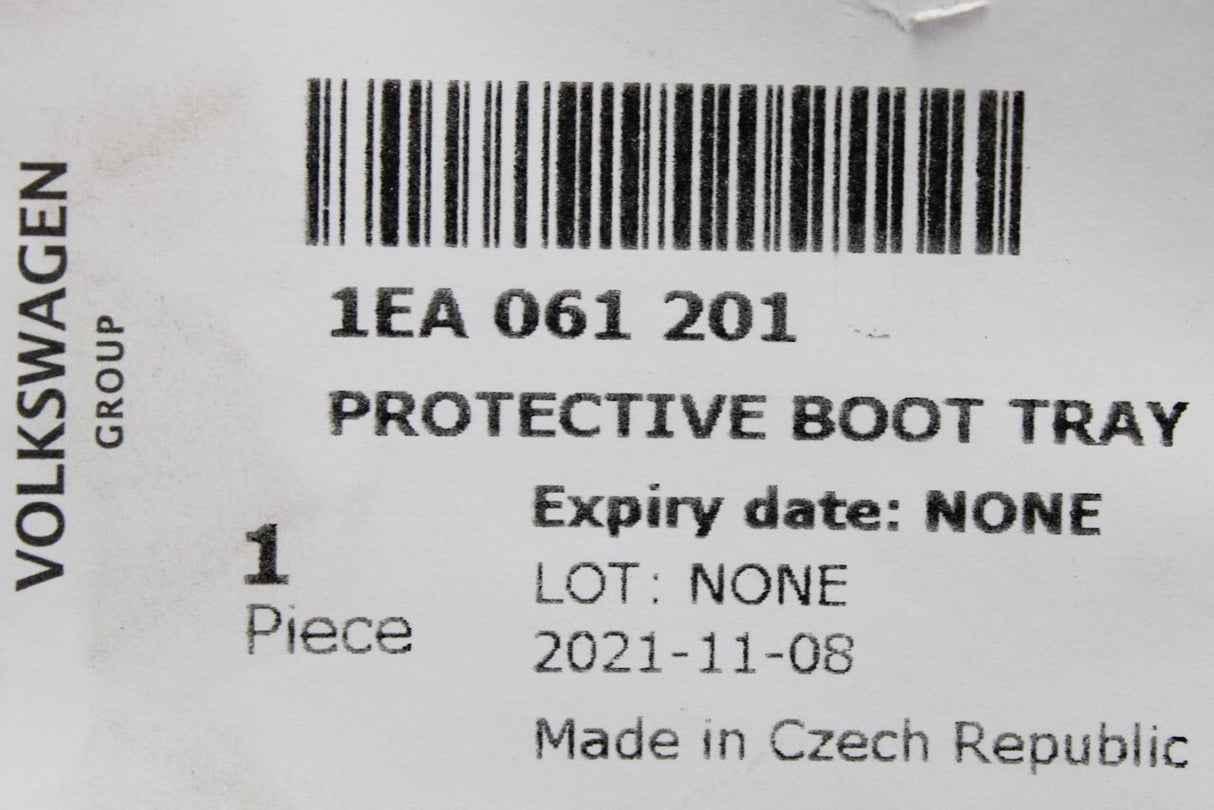 VOLKSWAGEN
GROUP
1EA 061 201
PROTECTIVE BOOT TRAY
Expiry date: NONE
LOT: NONE
2021-11-08
1
Piece
Made in Czech Republic